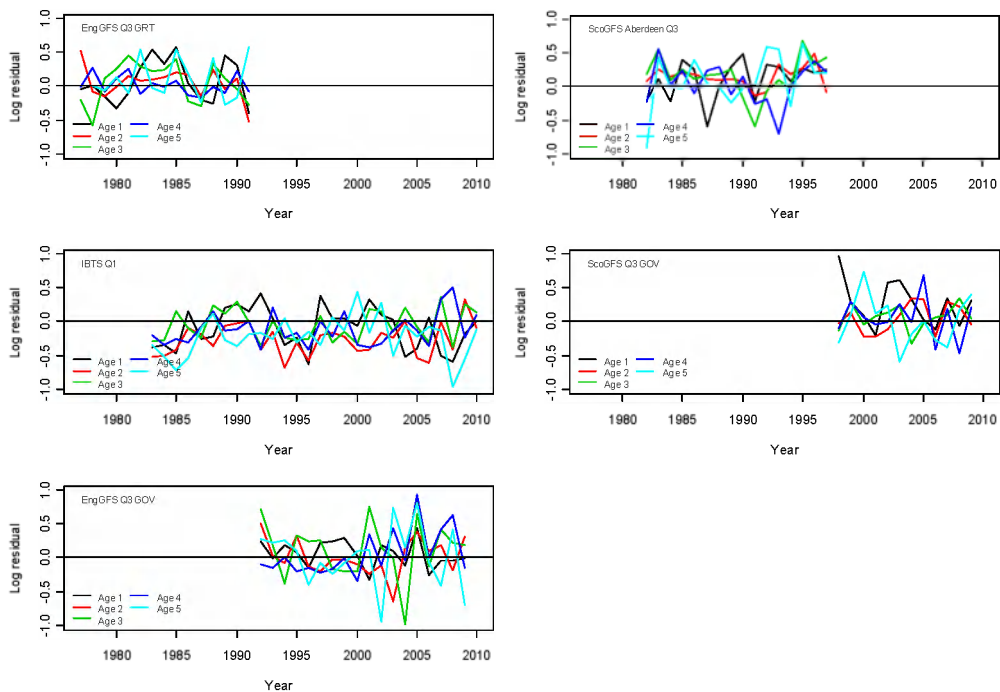 EngGFS Q3 GRT
Log residual
1.0
0.5
0.0
-0.5
-1.0
Age 1
Age 2
Age 3
Age 4
Age 5
1980
1985
1990
1995
2000
2005
2010
Year
ScoGFS Aberdeen Q3
Log residual
1.0
0.5
0.0
-0.5
-1.0
Age 1
Age 2
Age 3
Age 4
Age 5
1980
1985
1990
1995
2000
2005
2010
Year
IBTS Q1
Log residual
1.0
0.5
0.0
-0.5
-1.0
Age 1
Age 2
Age 3
Age 4
Age 5
1980
1985
1990
1995
2000
2005
2010
Year
ScoGFS Q3 GOV
Log residual
1.0
0.5
0.0
-0.5
-1.0
Age 1
Age 2
Age 3
Age 4
Age 5
1980
1985
1990
1995
2000
2005
2010
Year
EngGFS Q3 GOV
Log residual
1.0
0.5
0.0
-0.5
-1.0
Age 1
Age 2
Age 3
Age 4
Age 5
1980
1985
1990
1995
2000
2005
2010
Year